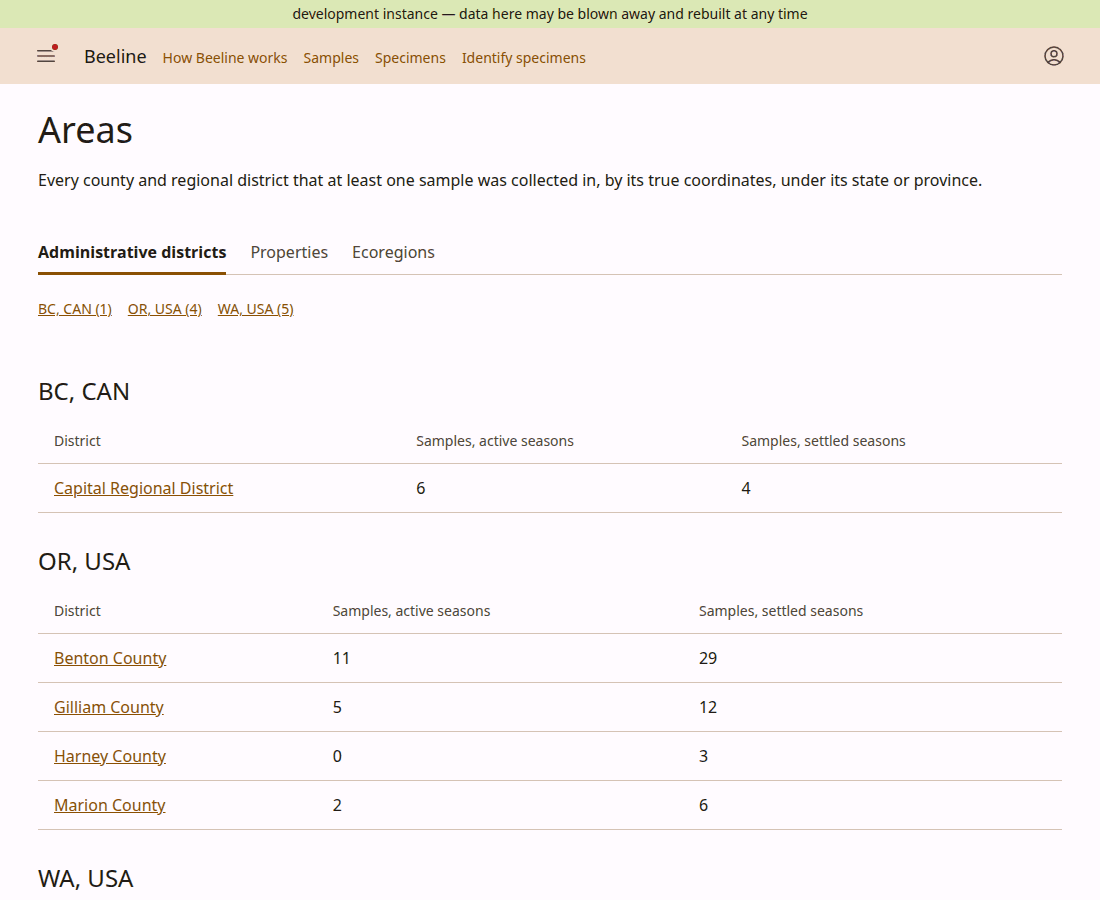 development instance — data here may be blown away and rebuilt at any time
Beeline How Beeline works Samples Specimens Identify specimens
Areas
Every county and regional district that at least one sample was collected in, by its true coordinates, under its state or province.
Administrative districts Properties Ecoregions
BC, CAN (1) OR, USA (4) WA, USA (5)
BC, CAN
District Samples, active seasons Samples, settled seasons
Capital Regional District 6 4
OR, USA
District Samples, active seasons Samples, settled seasons
Benton County 11 29
Gilliam County 5 12
Harney County 0 3
Marion County 2 6
WA, USA